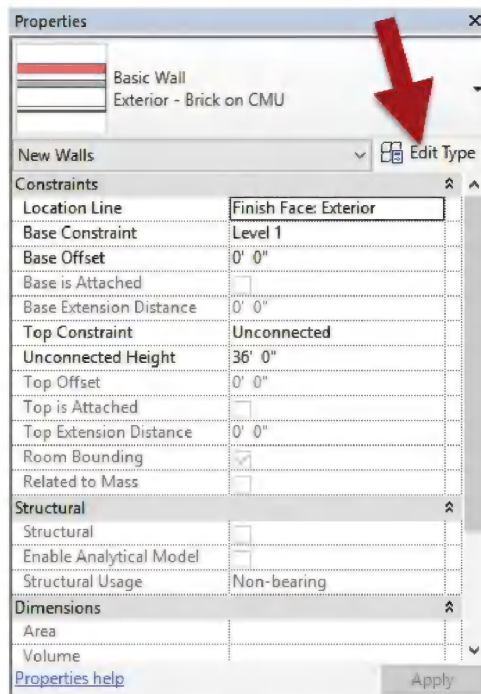 Properties
Basic Wall
Exterior - Brick on CMU
New Walls Edit Type
Constraints
Location Line Finish Face: Exterior
Base Constraint Level 1
Base Offset 0' 0"
Base is Attached
Base Extension Distance 0' 0"
Top Constraint Unconnected
Unconnected Height 36' 0"
Top Offset 0' 0"
Top is Attached
Top Extension Distance 0' 0"
Room Bounding
Related to Mass
Structural
Structural
Enable Analytical Model
Structural Usage Non-bearing
Dimensions
Area
Volume
Properties help Apply